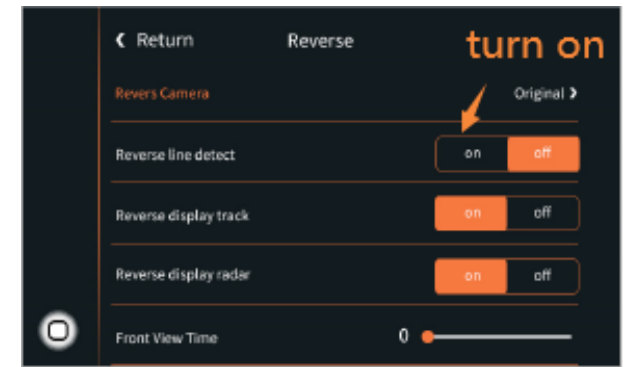 Return Reverse turn on
Revers Camera Original
Reverse line detect on off
Reverse display track on off
Reverse display radar on off
Front View Time 0